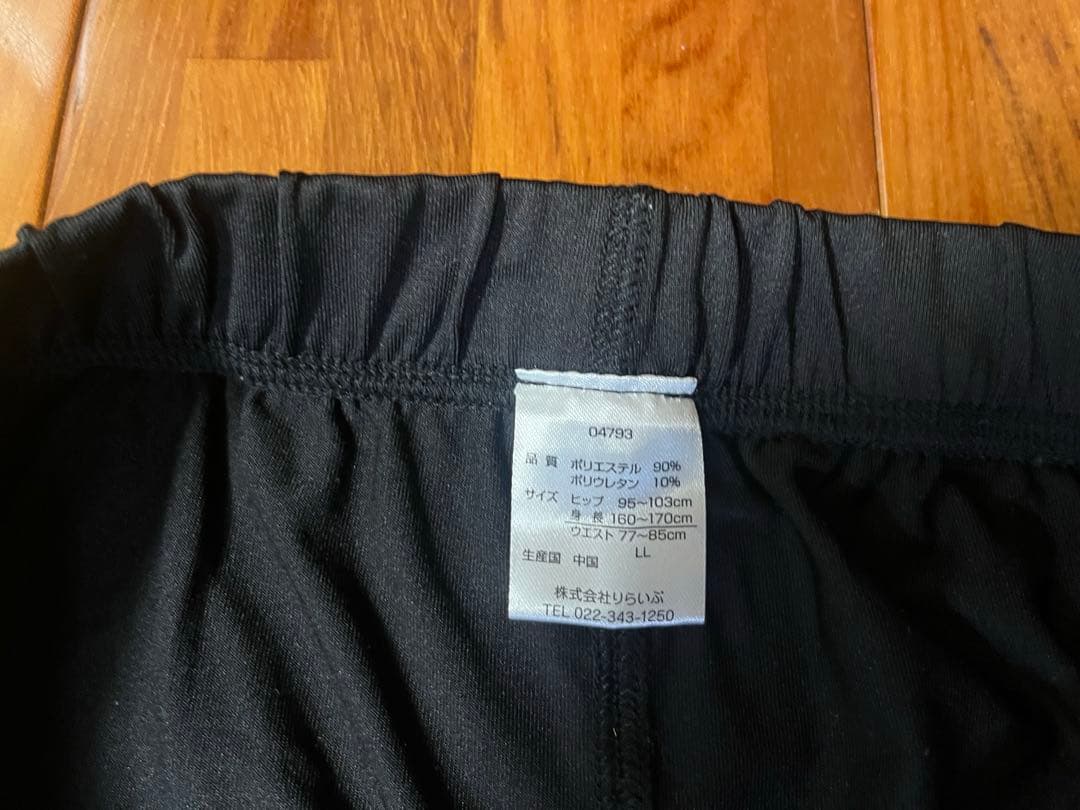 04793
品質 ポリエステル 90%
ポリウレタン 10%
サイズ ヒップ 95~103cm
身長 160~170cm
ウエスト 77~85cm
LL
生産国 中国
株式会社りらいぶ
TEL 022-343-1250